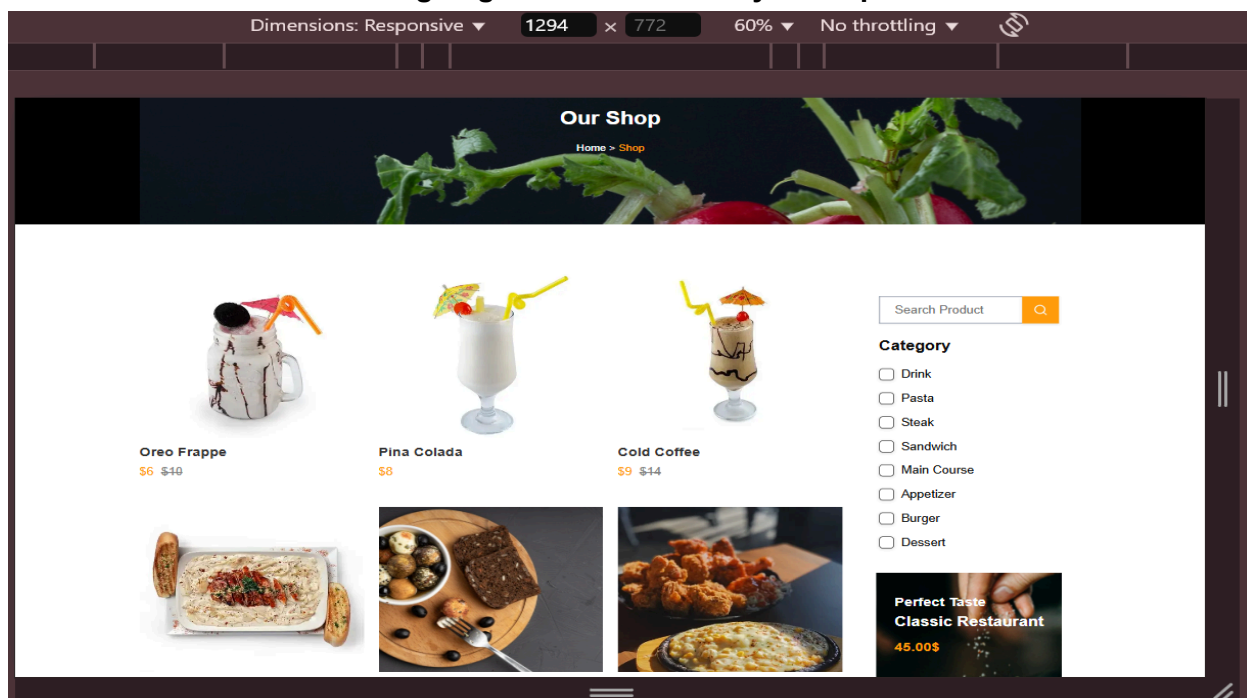 Dimensions: Responsive ▼ 1294 × 772 60% ▼ No throttling ▼
Our Shop
Home > Shop
Search Product
Category
Drink
Pasta
Steak
Sandwich
Main Course
Appetizer
Burger
Dessert
Oreo Frappe
$6 $10
Pina Colada
$8
Cold Coffee
$9 $14
Perfect Taste
Classic Restaurant
45.00$